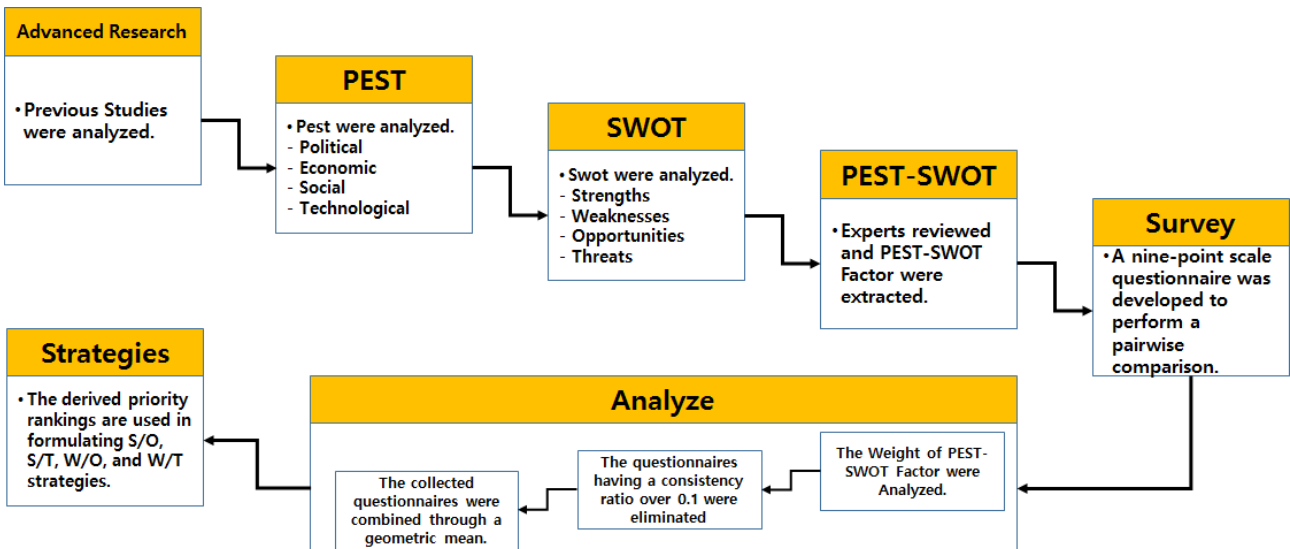 Advanced Research
• Previous Studies
were analyzed.
PEST
• Pest were analyzed.
- Political
- Economic
- Social
- Technological
SWOT
• Swot were analyzed.
- Strengths
- Weaknesses
- Opportunities
- Threats
PEST-SWOT
• Experts reviewed
and PEST-SWOT
Factor were
extracted.
Survey
• A nine-point scale
questionnaire was
developed to
perform a
pairwise
comparison.
Analyze
The Weight of PEST-
SWOT Factor were
Analyzed.
The questionnaires
having a consistency
ratio over 0.1 were
eliminated
The collected
questionnaires were
combined through a
geometric mean.
Strategies
• The derived priority
rankings are used in
formulating S/O,
S/T, W/O, and W/T
strategies.